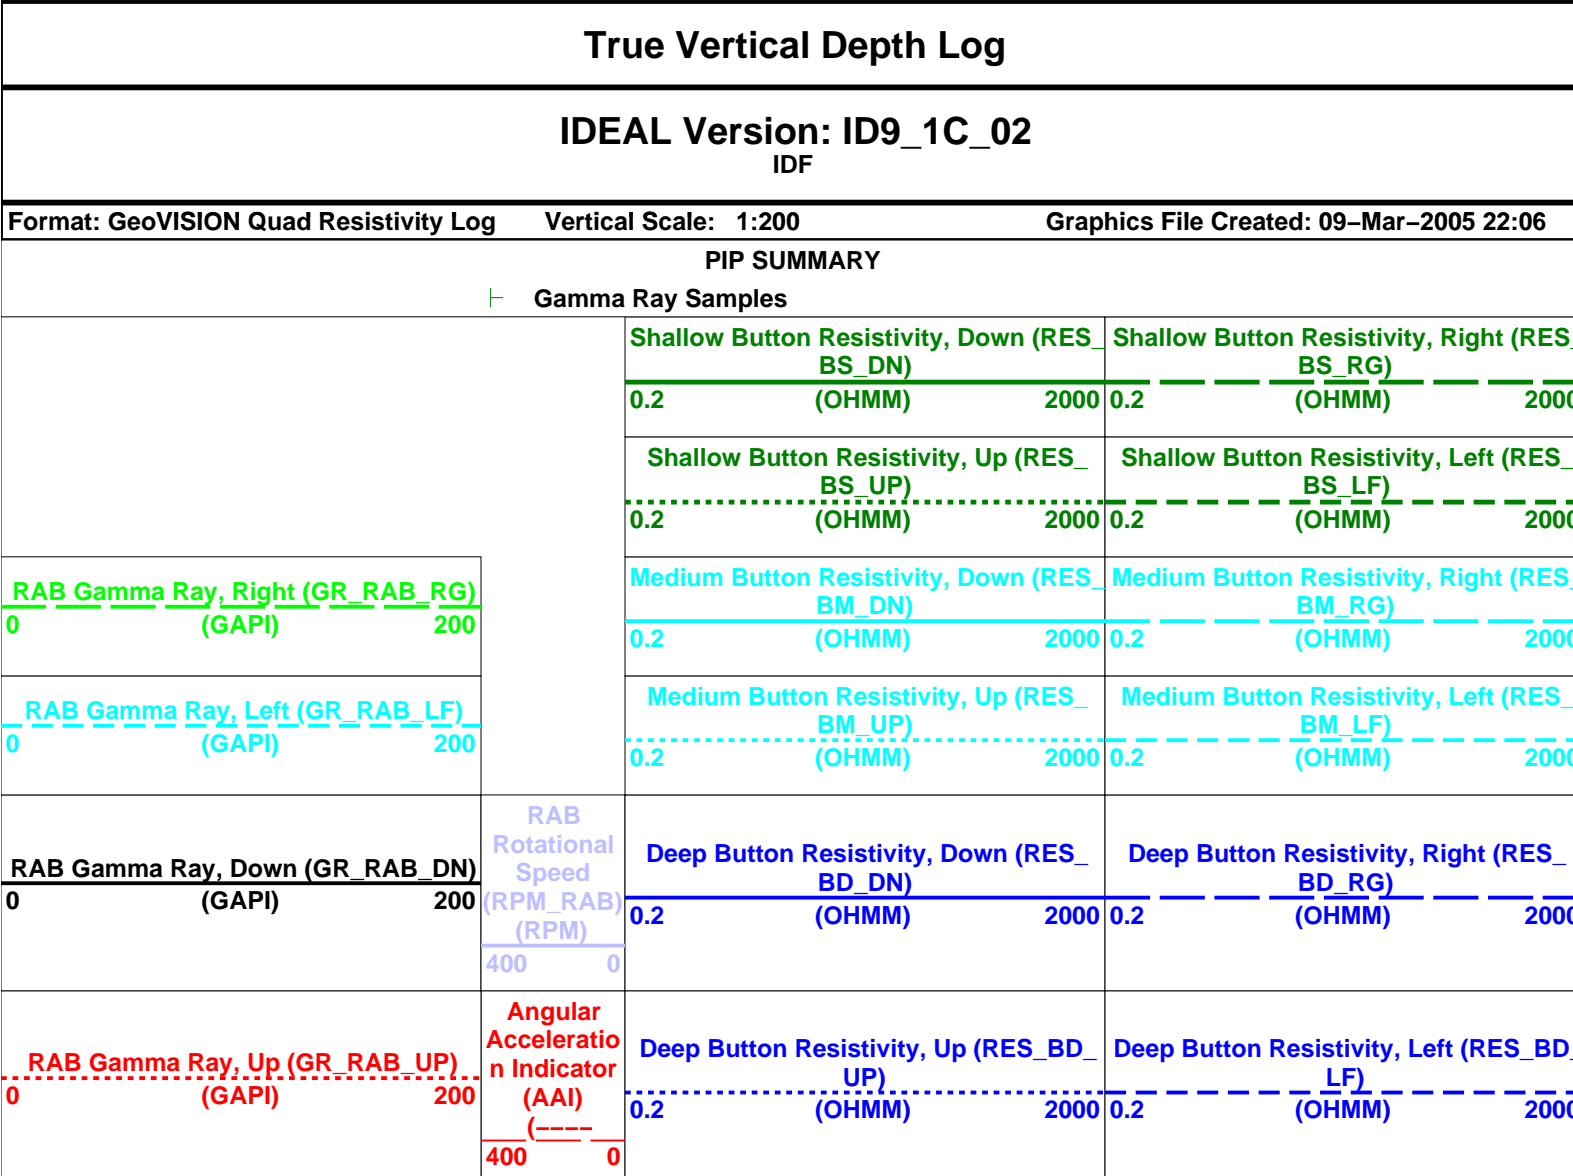 True Vertical Depth Log
IDEAL Version: ID9_1C_02
IDF
Format: GeoVISION Quad Resistivity Log Vertical Scale: 1:200 Graphics File Created: 09−Mar−2005 22:06
PIP SUMMARY
Gamma Ray Samples
Shallow Button Resistivity, Down (RES_
BS_DN)
0.2 (OHMM) 2000
Shallow Button Resistivity, Right (RES_
BS_RG)
0.2 (OHMM) 2000
Shallow Button Resistivity, Up (RES_
BS_UP)
0.2 (OHMM) 2000
Shallow Button Resistivity, Left (RES_
BS_LF)
0.2 (OHMM) 2000
RAB Gamma Ray, Right (GR_RAB_RG)
0 (GAPI) 200
Medium Button Resistivity, Down (RES_
BM_DN)
0.2 (OHMM) 2000
Medium Button Resistivity, Right (RES_
BM_RG)
0.2 (OHMM) 2000
RAB Gamma Ray, Left (GR_RAB_LF)
0 (GAPI) 200
Medium Button Resistivity, Up (RES_
BM_UP)
0.2 (OHMM) 2000
Medium Button Resistivity, Left (RES_
BM_LF)
0.2 (OHMM) 2000
RAB Gamma Ray, Down (GR_RAB_DN)
0 (GAPI) 200
RAB
Rotational
Speed
(RPM_RAB)
(RPM)
400 0
Deep Button Resistivity, Down (RES_
BD_DN)
0.2 (OHMM) 2000
Deep Button Resistivity, Right (RES_
BD_RG)
0.2 (OHMM) 2000
RAB Gamma Ray, Up (GR_RAB_UP)
0 (GAPI) 200
Angular
Acceleratio
n Indicator
(AAI)
(−−−−
400 0
Deep Button Resistivity, Up (RES_BD_
UP)
0.2 (OHMM) 2000
Deep Button Resistivity, Left (RES_BD_
LF)
0.2 (OHMM) 2000